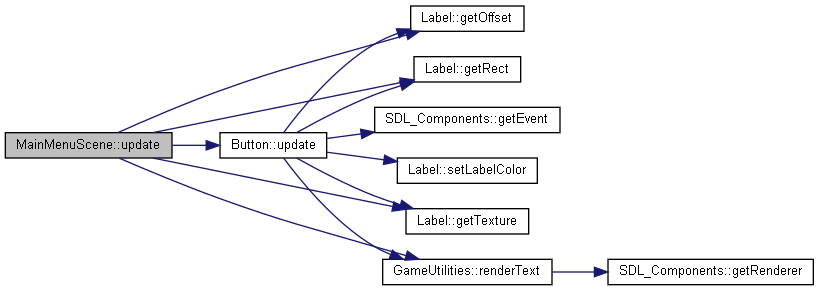 Label::getOffset
Label::getRect
SDL_Components::getEvent
MainMenuScene::update
Button::update
Label::setLabelColor
Label::getTexture
GameUtilities::renderText
SDL_Components::getRenderer